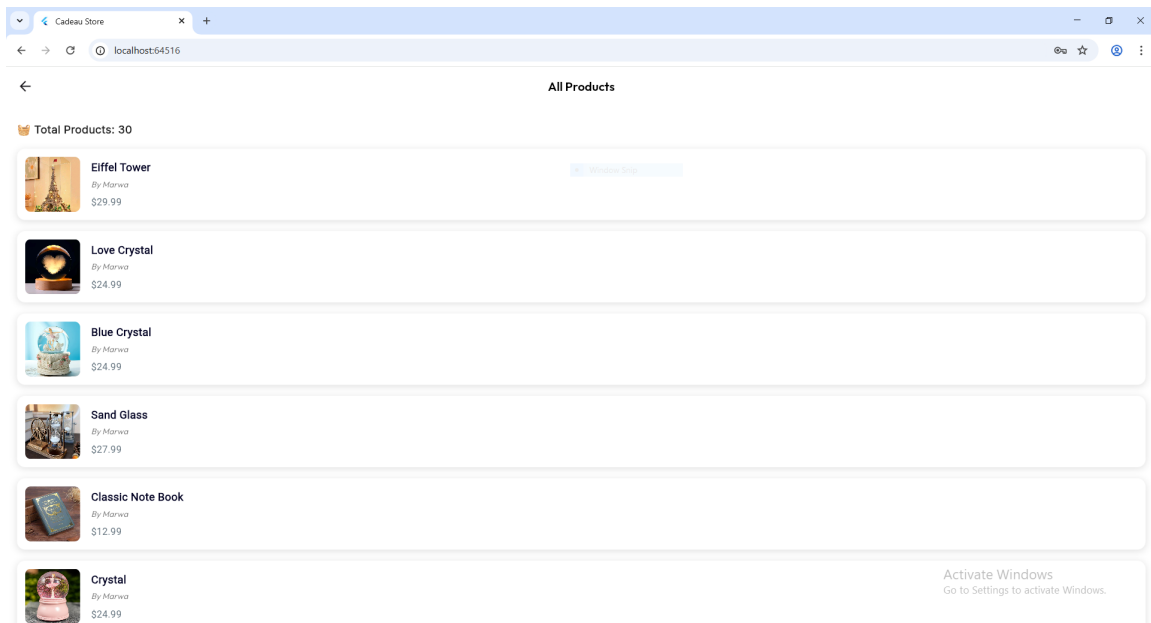 Cadeau Store
localhost:64516
All Products
Total Products: 30
Window Snip
Eiffel Tower
By Marwa
$29.99
Love Crystal
By Marwa
$24.99
Blue Crystal
By Marwa
$24.99
Sand Glass
By Marwa
$27.99
Classic Note Book
By Marwa
$12.99
Crystal
By Marwa
$24.99
Activate Windows
Go to Settings to activate Windows.